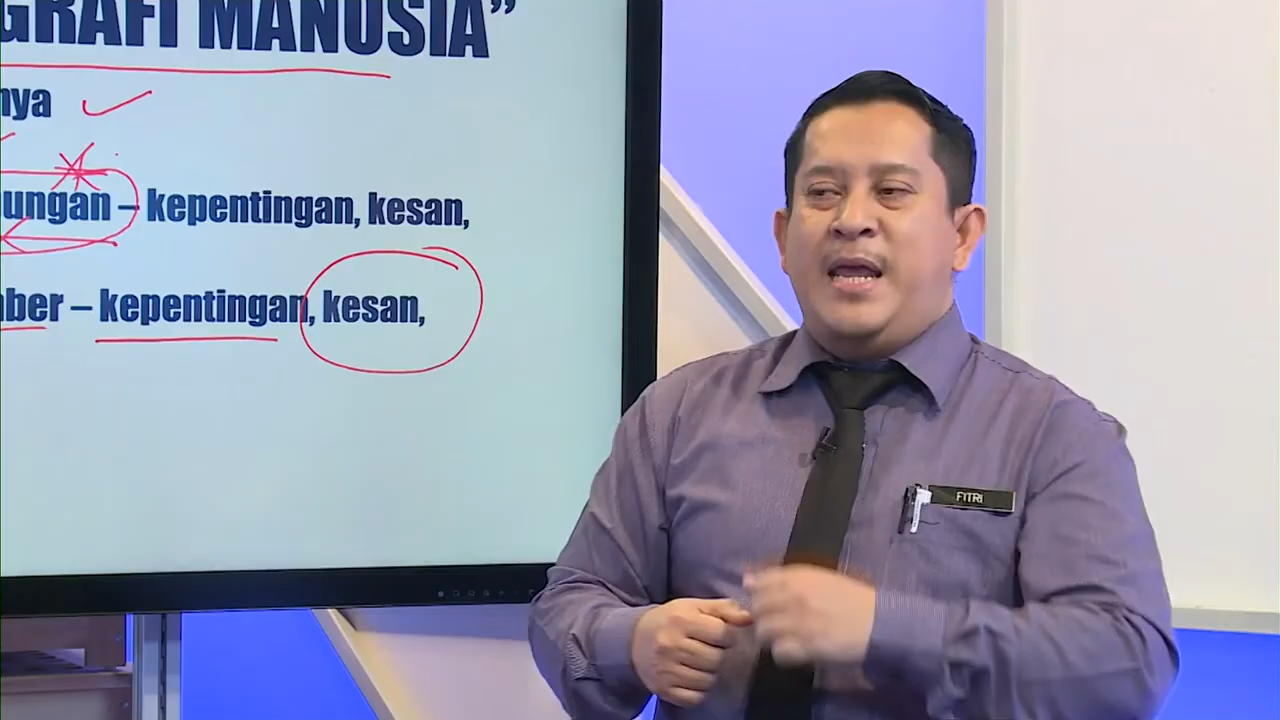 GRAFI MANUSIA”
nya
ungan – kepentingan, kesan,
ber – kepentingan, kesan,
FITRI